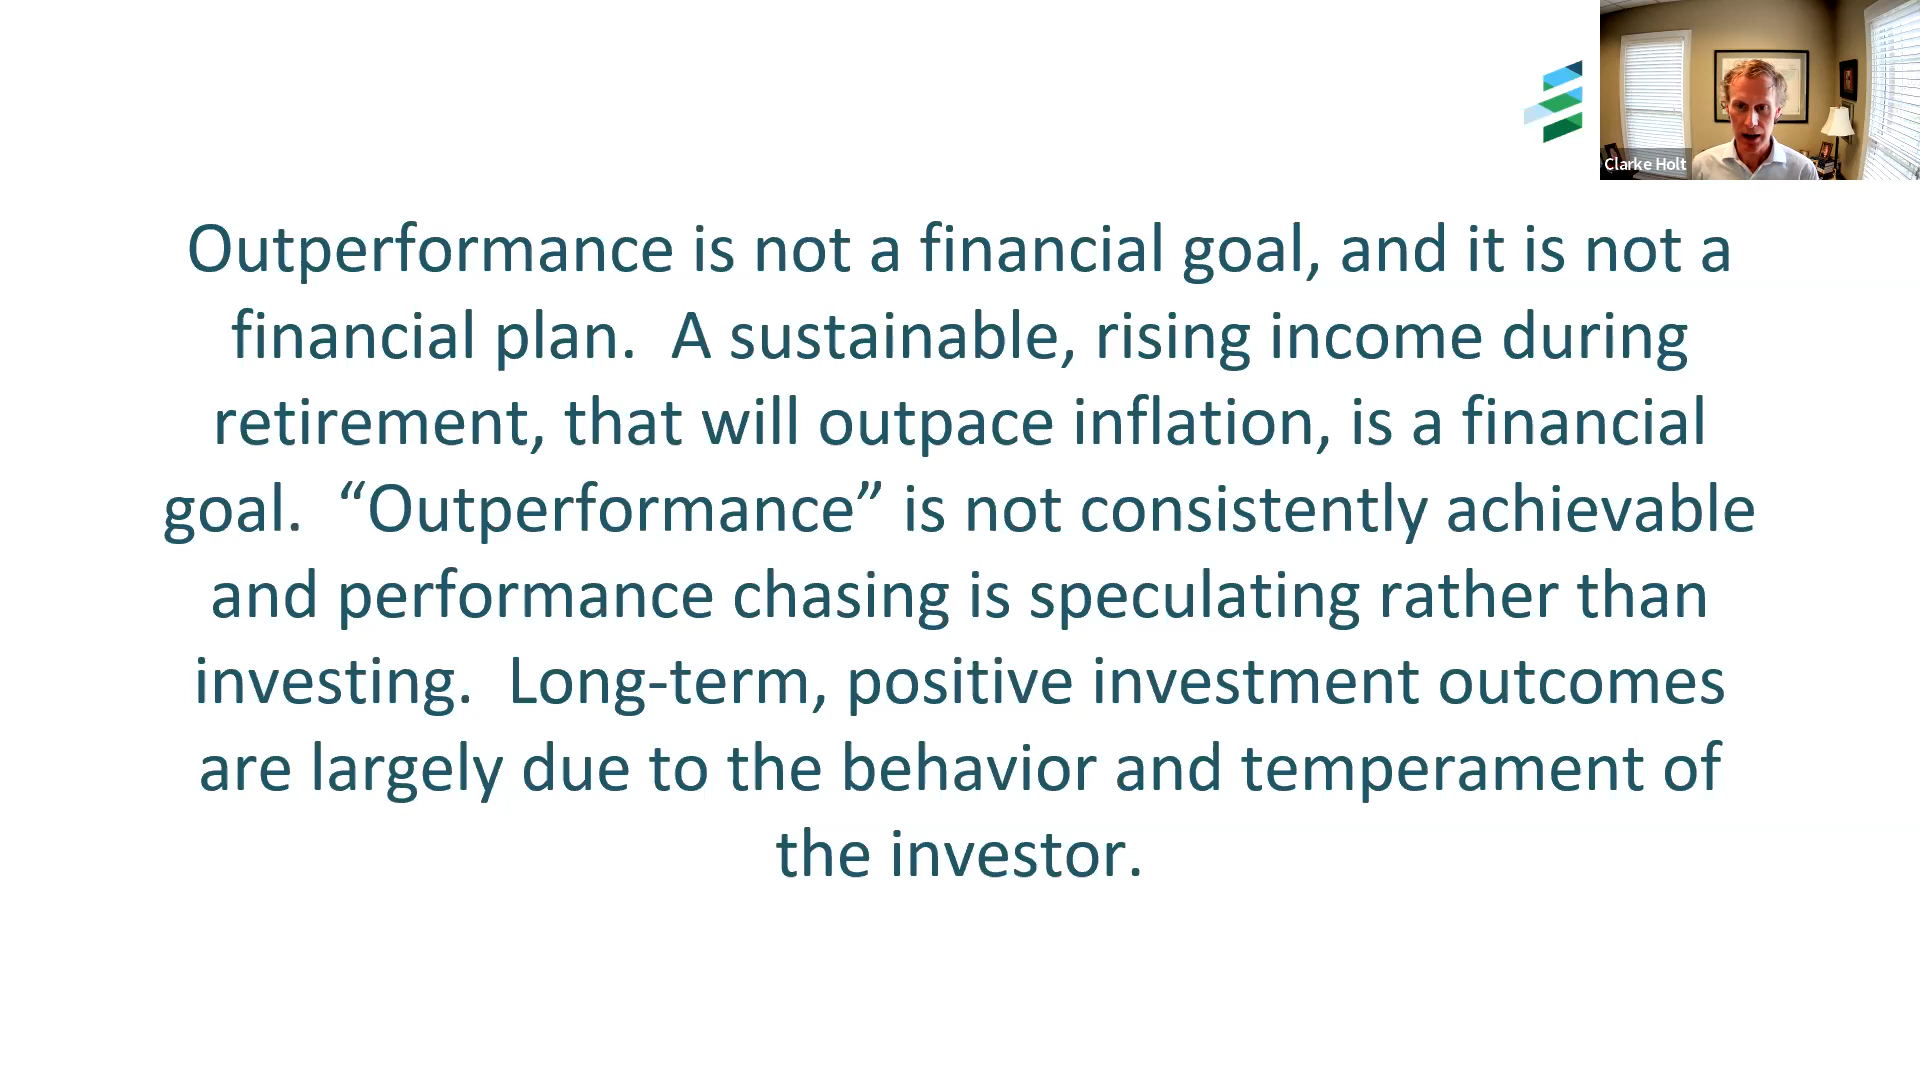 Clarke Holt
Outperformance is not a financial goal, and it is not a
financial plan.  A sustainable, rising income during
retirement, that will outpace inflation, is a financial
goal.  “Outperformance” is not consistently achievable
and performance chasing is speculating rather than
investing.  Long-term, positive investment outcomes
are largely due to the behavior and temperament of
the investor.